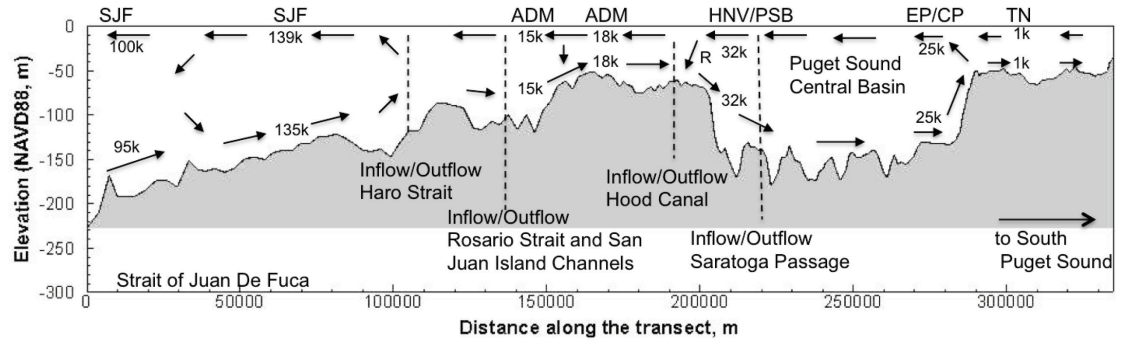 SJF SJF ADM ADM HNV/PSB EP/CP TN
0
-50
-100
-150
-200
-250
-300
Elevation (NAVD88, m)
100k 139k 15k 18k 32k 25k 1k
R
18k 1k
15k 32k
95k 135k 25k
Puget Sound
Central Basin
Inflow/Outflow
Haro Strait
Inflow/Outflow
Rosario Strait and San
Juan Island Channels
Inflow/Outflow
Hood Canal
Inflow/Outflow
Saratoga Passage
to South
Puget Sound
Strait of Juan De Fuca
0 50000 100000 150000 200000 250000 300000
Distance along the transect, m